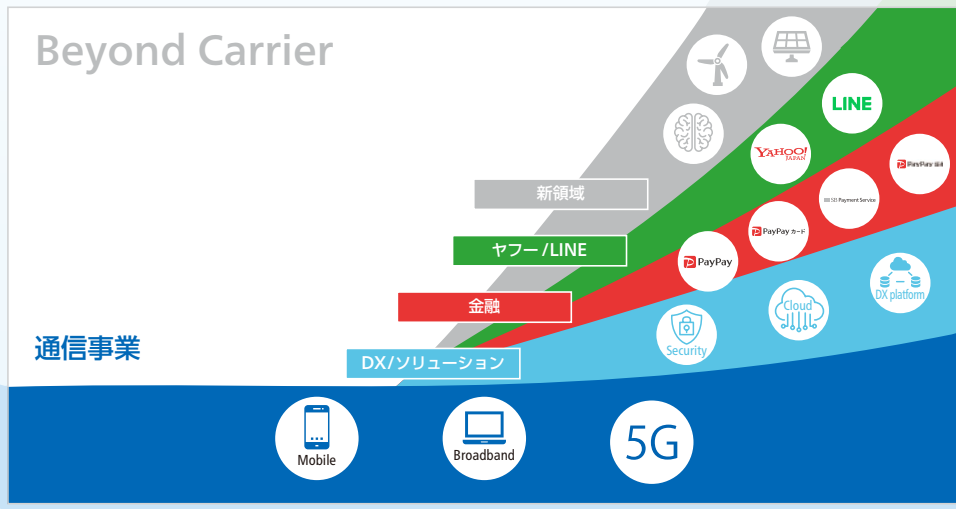 Beyond Carrier
LINE
YAHOO!
JAPAN
PayPay
新領域
SB Payment Service
PayPay カード
ヤフー/LINE
PayPay
金融
DX platform
Cloud
通信事業
Security
DX/ソリューション
Mobile
Broadband
5G